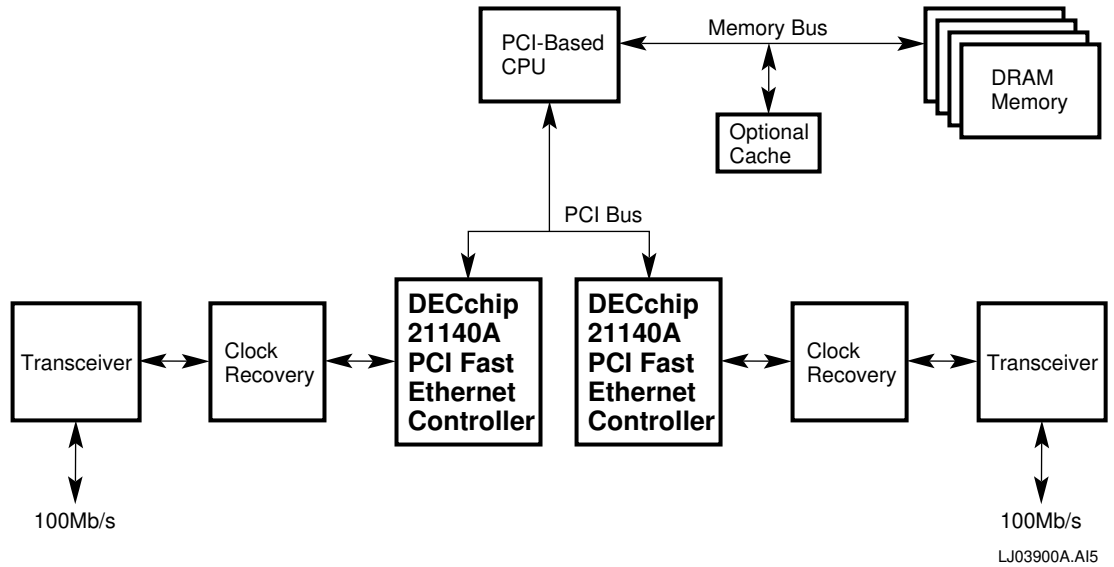 PCI-Based
CPU
Memory Bus
DRAM
Memory
Optional
Cache
PCI Bus
Transceiver
Clock
Recovery
DECchip
21140A
PCI Fast
Ethernet
Controller
DECchip
21140A
PCI Fast
Ethernet
Controller
Clock
Recovery
Transceiver
100Mb/s
100Mb/s
LJ03900A.AI5